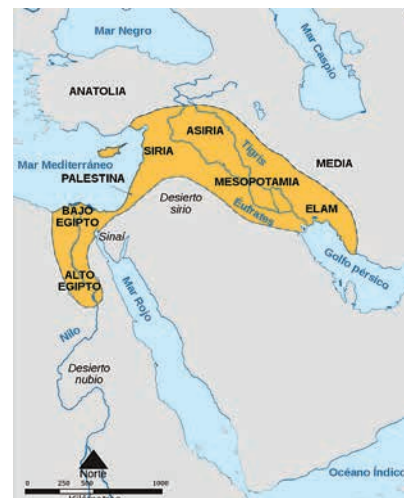 Mar Negro
Mar Caspio
ANATOLIA
ASIRIA
Tigris
SIRIA
Mar Mediterráneo
MEDIA
PALESTINA
MESOPOTAMIA
Desierto
sirio
Éufrates
ELAM
BAJO
EGIPTO
Sinaí
Golfo pérsico
ALTO
EGIPTO
Mar Rojo
Nilo
Desierto
nubio
Norte
Océano Índico
0 250 500 1000